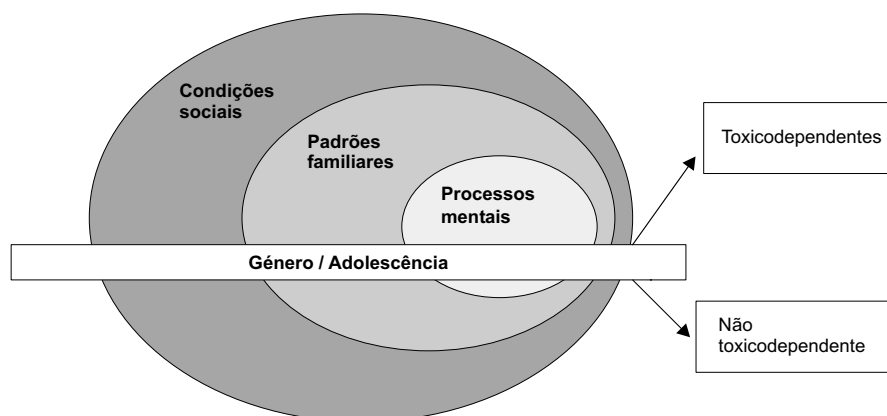 Condições
sociais
Padrões
familiares
Processos
mentais
Género / Adolescência
Toxicodependentes
Não
toxicodependente